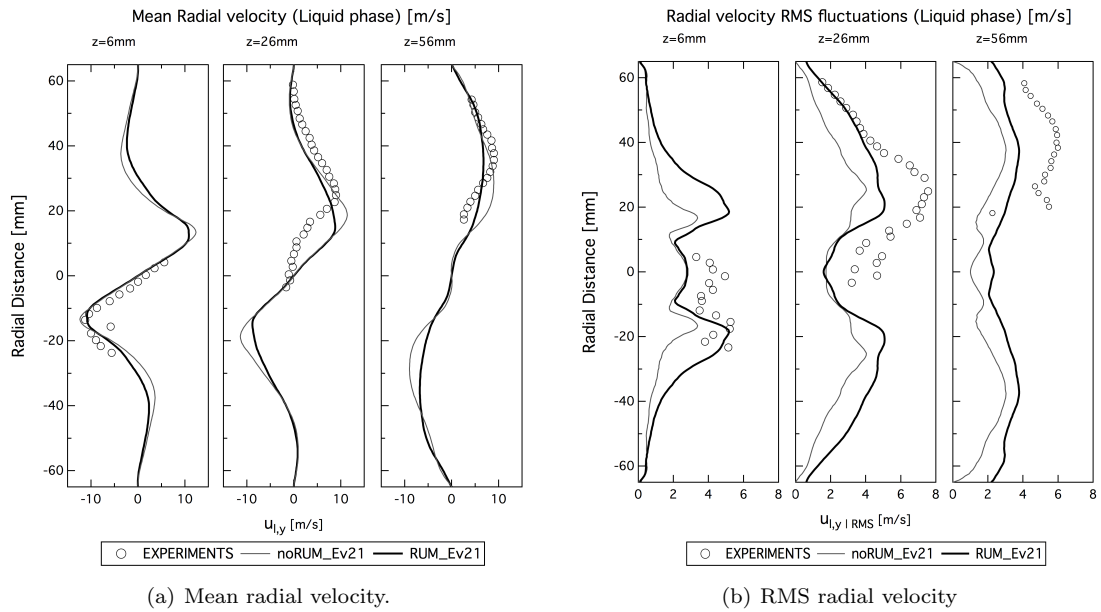 Mean Radial velocity (Liquid phase) [m/s]
z=6mm z=26mm z=56mm
60
40
20
0
-20
-40
-60
Radial Distance [mm]
-10 0 10 -10 0 10 -10 0 10
u l,y [m/s]
EXPERIMENTS noRUM_Ev21 RUM_Ev21
(a) Mean radial velocity.
Radial velocity RMS fluctuations (Liquid phase) [m/s]
z=6mm z=26mm z=56mm
60
40
20
0
-20
-40
-60
Radial Distance [mm]
0 2 4 6 8 0 2 4 6 8 0 2 4 6 8
u l,y | RMS [m/s]
EXPERIMENTS noRUM_Ev21 RUM_Ev21
(b) RMS radial velocity